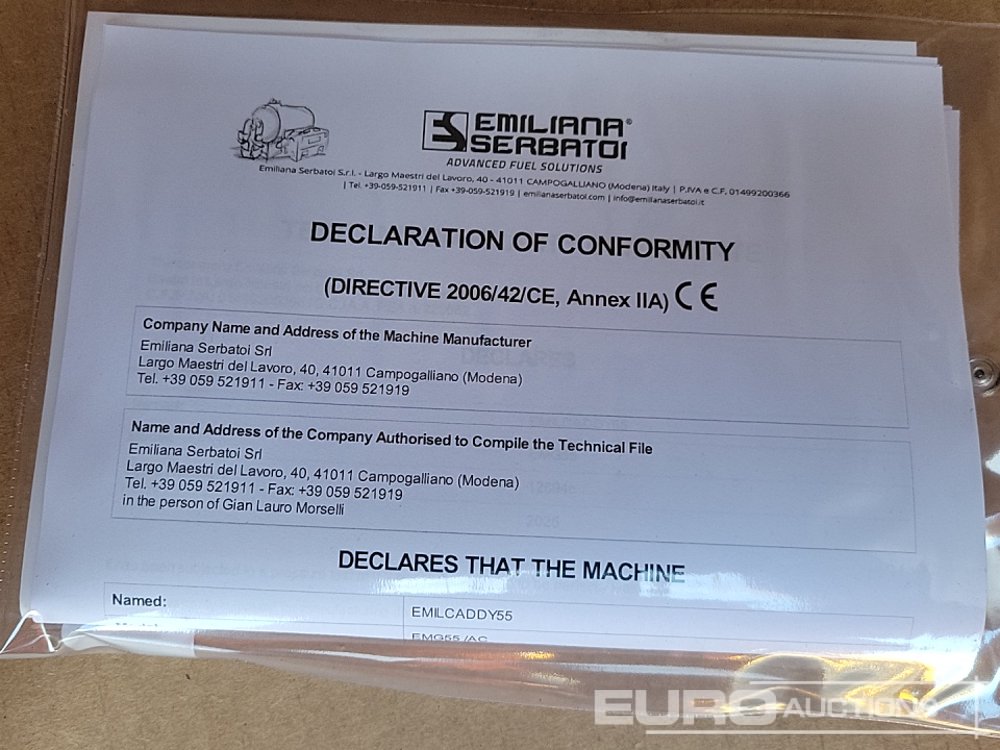 EMILIANA®
SERBATOI
ADVANCED FUEL SOLUTIONS
Emiliana Serbatoi S.r.l. - Largo Maestri del Lavoro, 40 - 41011 CAMPOGALLIANO (Modena) Italy | P.IVA e C.F. 01499200366
| Tel. +39-059-521911 | Fax +39-059-521919 | emilianaserbatoi.com | info@emilianaserbatoi.it
DECLARATION OF CONFORMITY
(DIRECTIVE 2006/42/CE, Annex IIA) CE
Company Name and Address of the Machine Manufacturer
Emiliana Serbatoi Srl
Largo Maestri del Lavoro, 40, 41011 Campogalliano (Modena)
Tel. +39 059 521911 - Fax: +39 059 521919
Name and Address of the Company Authorised to Compile the Technical File
Emiliana Serbatoi Srl
Largo Maestri del Lavoro, 40, 41011 Campogalliano (Modena)
Tel. +39 059 521911 - Fax: +39 059 521919
in the person of Gian Lauro Morselli
DECLARES THAT THE MACHINE
Named: EMILCADDY55
EMG55 /AC
EURO AUCTIONS